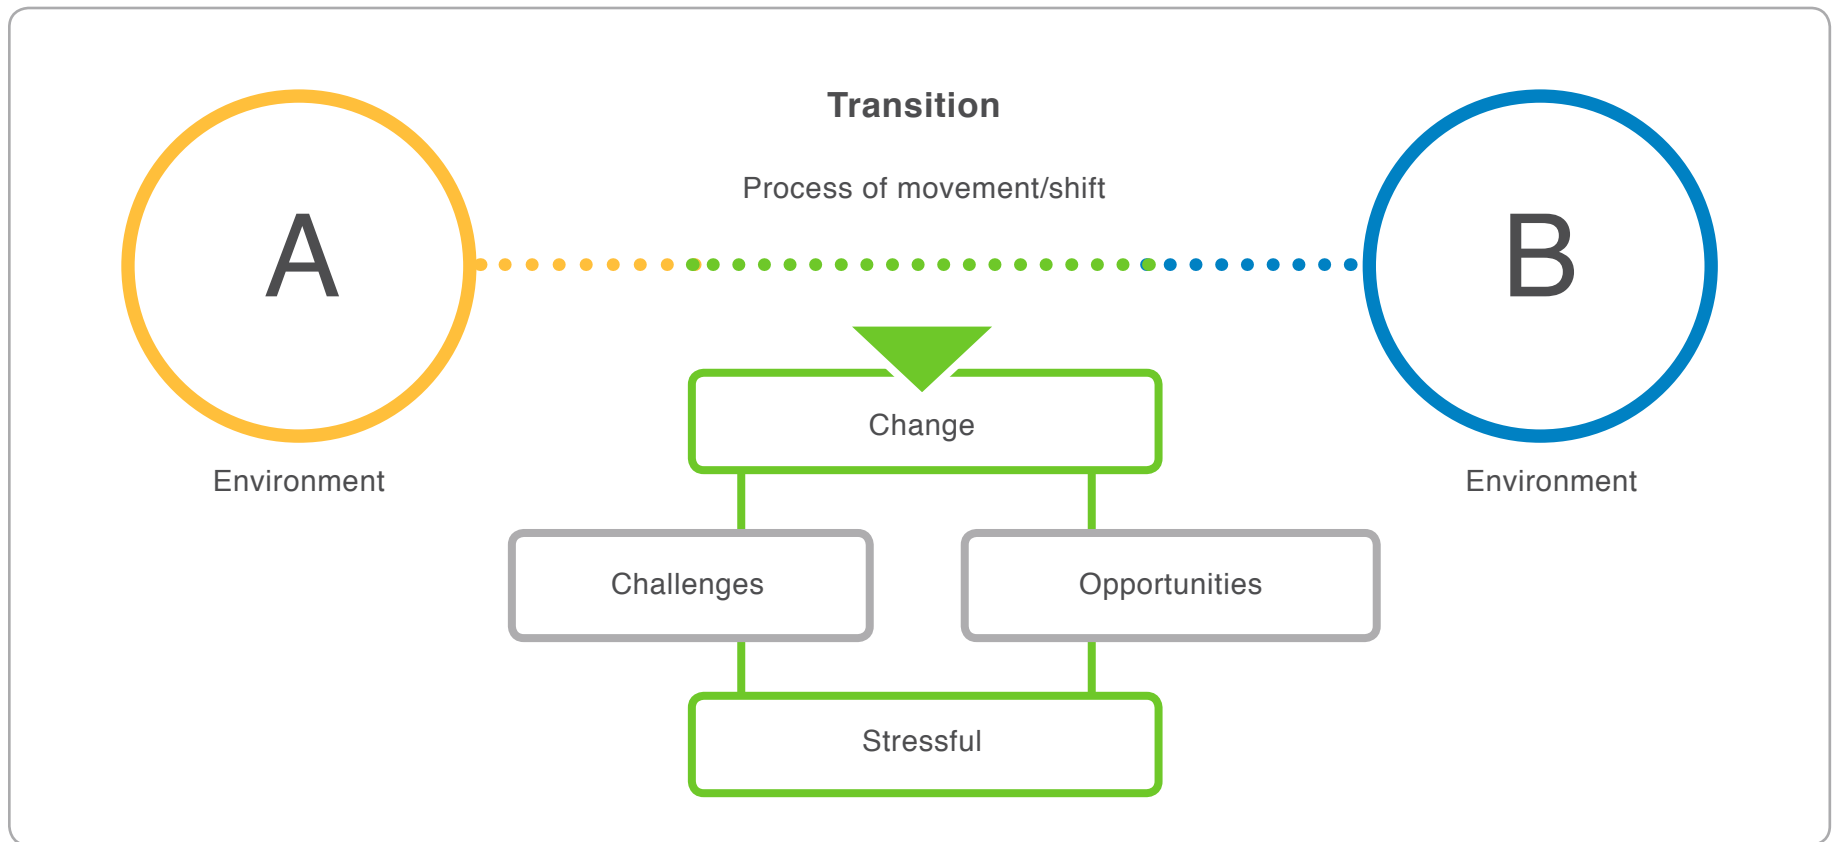 Transition
Process of movement/shift
A
B
Environment
Environment
Change
Challenges
Opportunities
Stressful